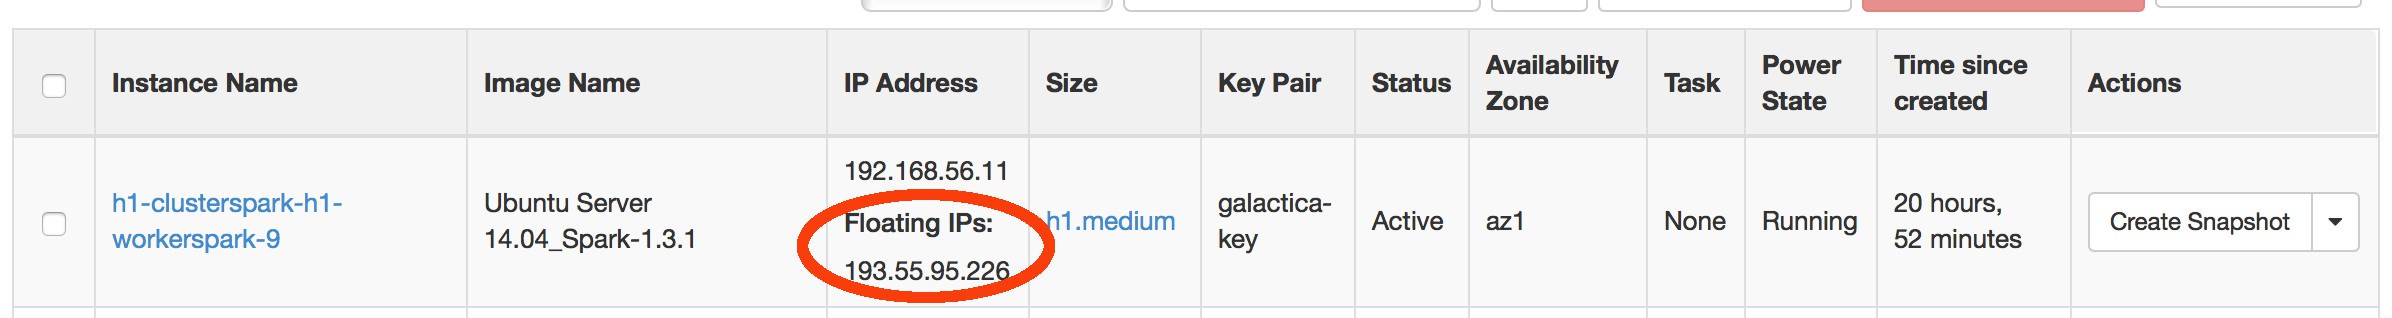 Instance Name
Image Name
IP Address
Size
Key Pair
Status
Availability
Zone
Task
Power
State
Time since
created
Actions
h1-clusterspark-h1-
workerspark-9
Ubuntu Server
14.04_Spark-1.3.1
192.168.56.11
Floating IPs:
193.55.95.226
h1.medium
galactica-
key
Active
az1
None
Running
20 hours,
52 minutes
Create Snapshot